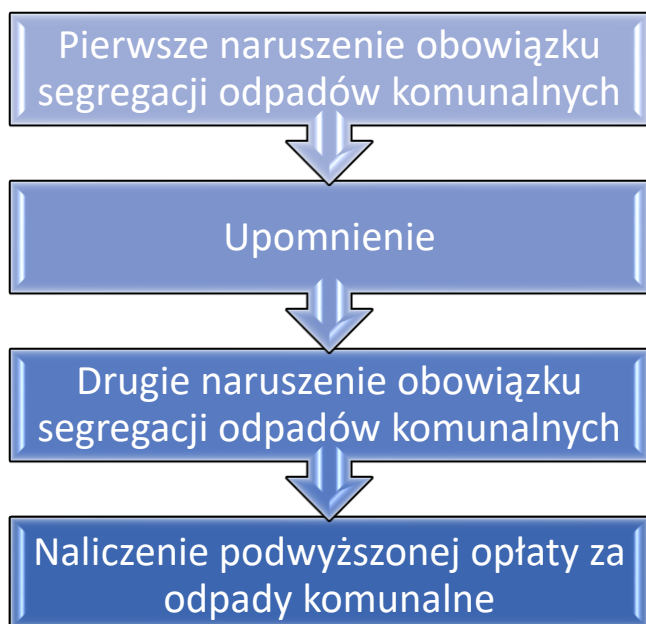 Pierwsze naruszenie obowiązku
segregacji odpadów komunalnych
Upomnienie
Drugie naruszenie obowiązku
segregacji odpadów komunalnych
Naliczenie podwyższonej opłaty za
odpady komunalne